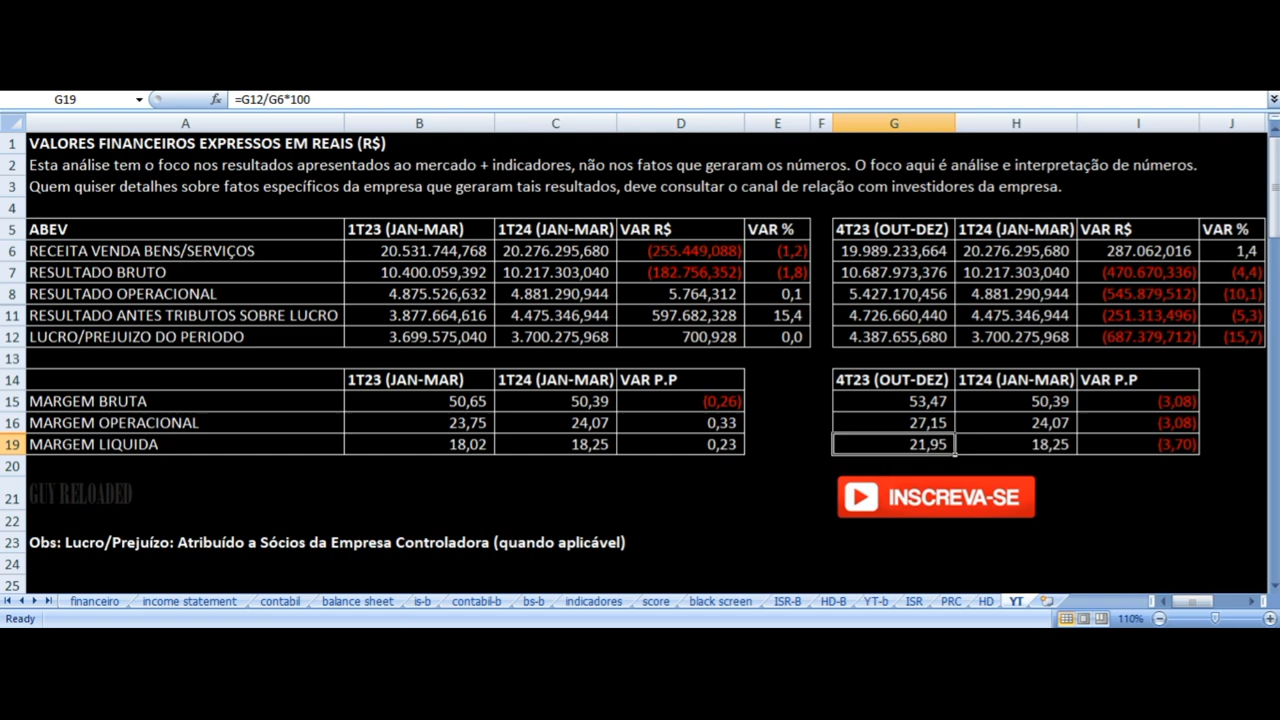 G19 =G12/G6*100
A B C D E F G H I J
1 VALORES FINANCEIROS EXPRESSOS EM REAIS (R$)
2 Esta análise tem o foco nos resultados apresentados ao mercado + indicadores, não nos fatos que geraram os números. O foco aqui é análise e interpretação de números.
3 Quem quiser detalhes sobre fatos específicos da empresa que geraram tais resultados, deve consultar o canal de relação com investidores da empresa.
4
5 ABEV 1T23 (JAN-MAR) 1T24 (JAN-MAR) VAR R$ VAR % 4T23 (OUT-DEZ) 1T24 (JAN-MAR) VAR R$ VAR %
6 RECEITA VENDA BENS/SERVIÇOS 20.531.744,768 20.276.295,680 (255.449,088) (1,2) 19.989.233,664 20.276.295,680 287.062,016 1,4
7 RESULTADO BRUTO 10.400.059,392 10.217.303,040 (182.756,352) (1,8) 10.687.973,376 10.217.303,040 (470.670,336) (4,4)
8 RESULTADO OPERACIONAL 4.875.526,632 4.881.290,944 5.764,312 0,1 5.427.170,456 4.881.290,944 (545.879,512) (10,1)
11 RESULTADO ANTES TRIBUTOS SOBRE LUCRO 3.877.664,616 4.475.346,944 597.682,328 15,4 4.726.660,440 4.475.346,944 (251.313,496) (5,3)
12 LUCRO/PREJUIZO DO PERIODO 3.699.575,040 3.700.275,968 700,928 0,0 4.387.655,680 3.700.275,968 (687.379,712) (15,7)
13
14 1T23 (JAN-MAR) 1T24 (JAN-MAR) VAR P.P 4T23 (OUT-DEZ) 1T24 (JAN-MAR) VAR P.P
15 MARGEM BRUTA 50,65 50,39 (0,26) 53,47 50,39 (3,08)
16 MARGEM OPERACIONAL 23,75 24,07 0,33 27,15 24,07 (3,08)
19 MARGEM LIQUIDA 18,02 18,25 0,23 21,95 18,25 (3,70)
20
21 GUY RELOADED INSCREVA-SE
22
23 Obs: Lucro/Prejuízo: Atribuído a Sócios da Empresa Controladora (quando aplicável)
24
25
financeiro income statement contabil balance sheet is-b contabil-b bs-b indicadores score black screen ISR-B HD-B YT-b ISR PRC HD YT
Ready 110%